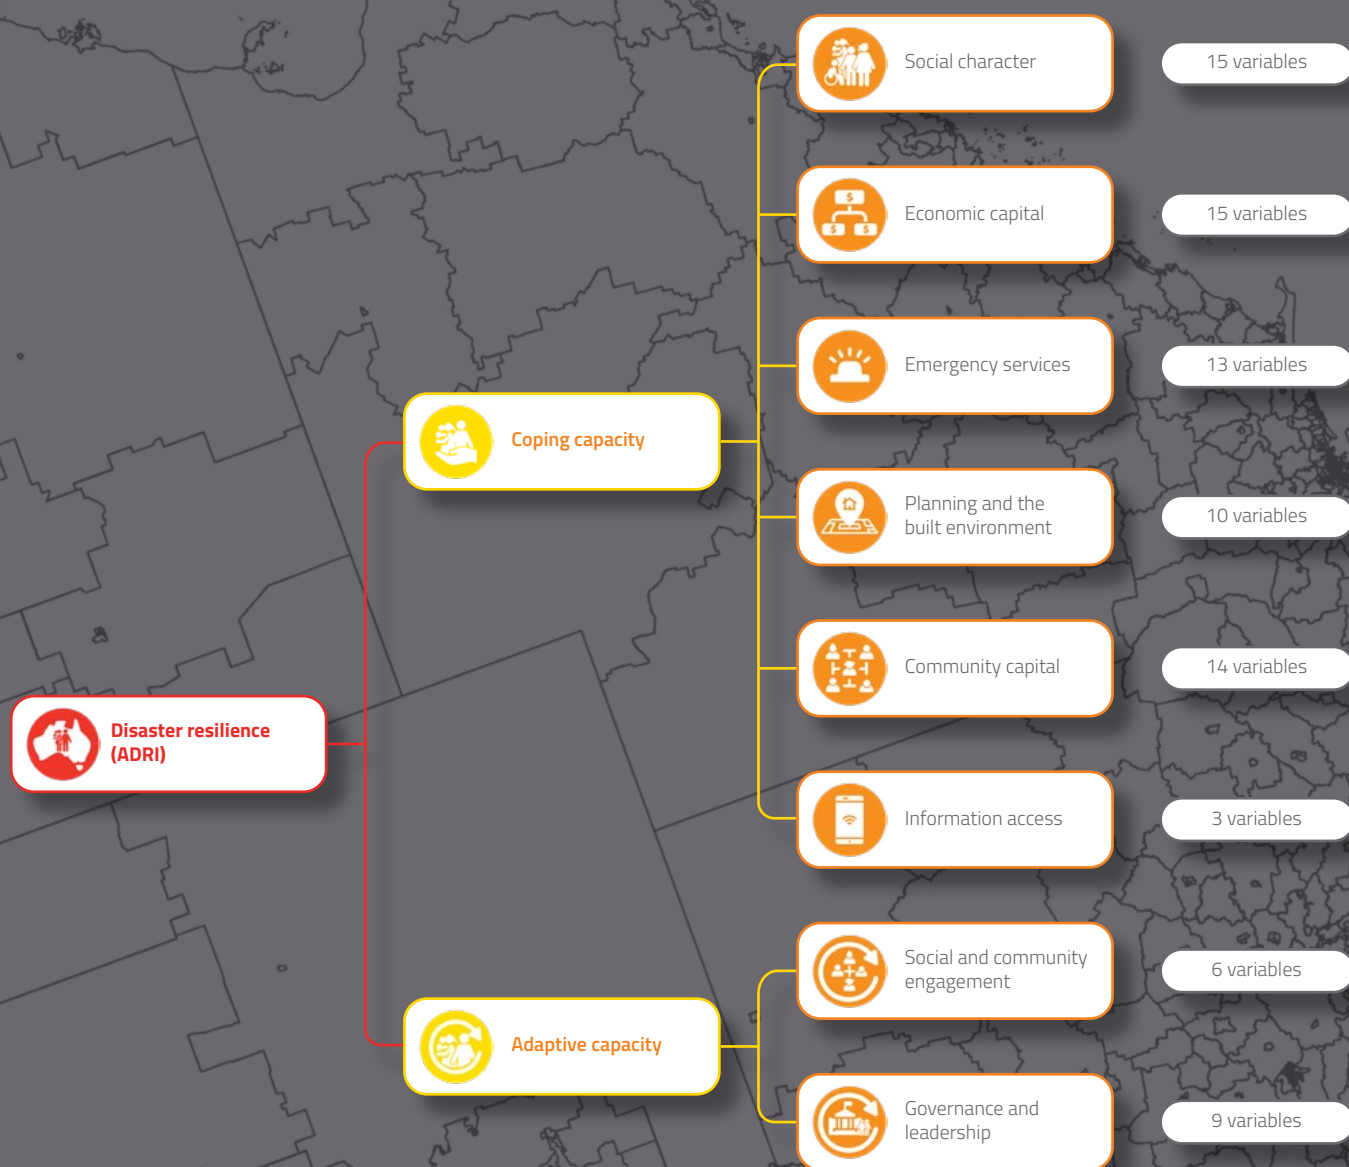 Social character
15 variables
Economic capital
15 variables
Emergency services
13 variables
Coping capacity
Planning and the
built environment
10 variables
Community capital
14 variables
Disaster resilience
(ADRI)
Information access
3 variables
Social and community
engagement
6 variables
Adaptive capacity
Governance and
leadership
9 variables